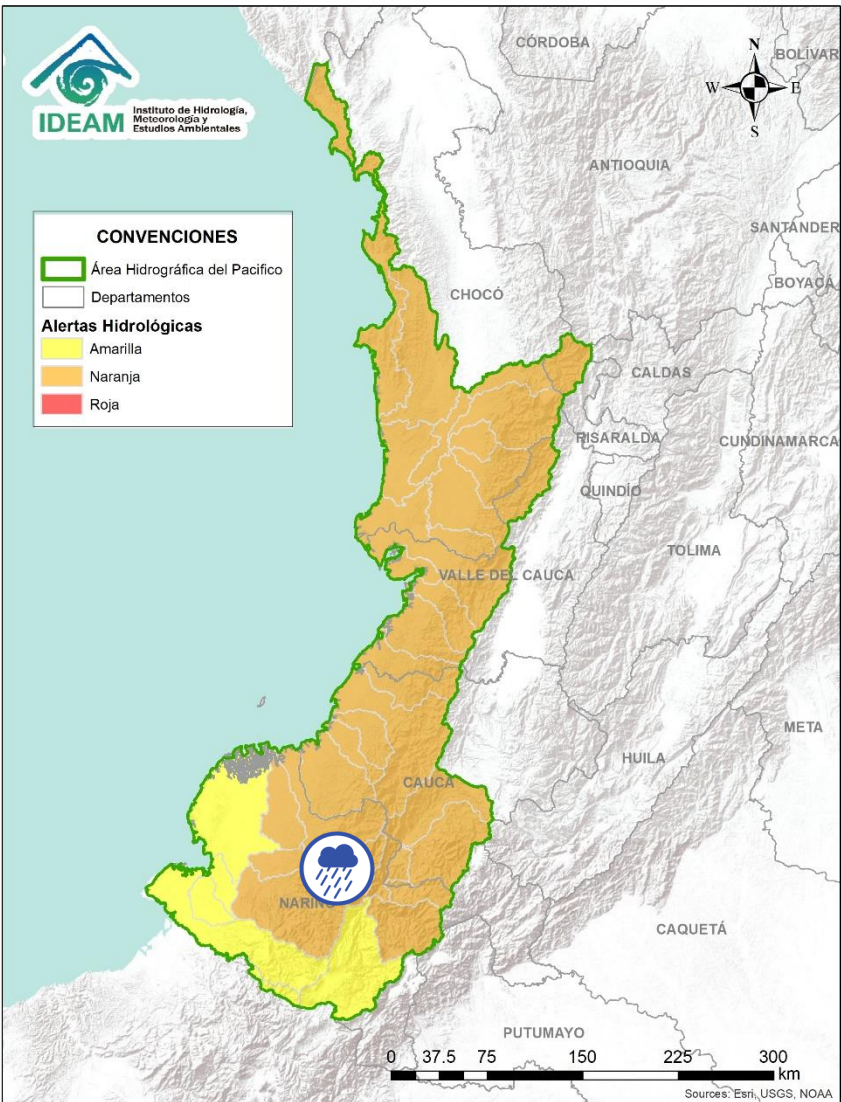 IDEAM
Instituto de Hidrología,
Meteorología y
Estudios Ambientales
N
W
E
S
CÓRDOBA
BOLÍVAR
ANTIOQUIA
SANTANDER
BOYACÁ
CONVENCIONES
Área Hidrográfica del Pacifico
Departamentos
Alertas Hidrológicas
Amarilla
Naranja
Roja
CHOCÓ
CALDAS
RISARALDA
CUNDINAMARCA
QUINDÍO
TOLIMA
VALLE DEL CAUCA
META
HUILA
CAUCA
NARIÑO
CAQUETÁ
PUTUMAYO
0 37.5 75 150 225 300
km
Sources: Esri, USGS, NOAA